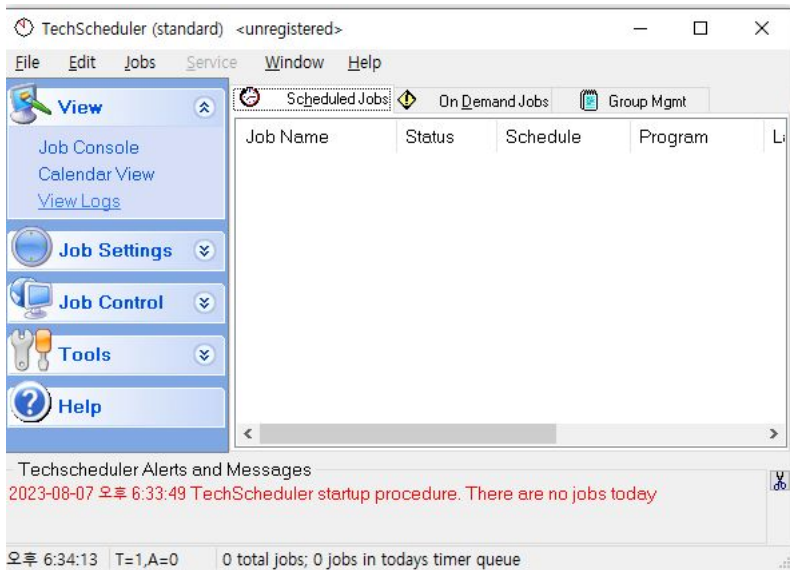 TechScheduler (standard) <unregistered>
File Edit Jobs Service Window Help
View
Job Console
Calendar View
View Logs
Job Settings
Job Control
Tools
Help
Scheduled Jobs On Demand Jobs Group Mgmt
Job Name Status Schedule Program
Techscheduler Alerts and Messages
2023-08-07 오후 6:33:49 TechScheduler startup procedure. There are no jobs today
오후 6:34:13 T=1,A=0 0 total jobs; 0 jobs in todays timer queue